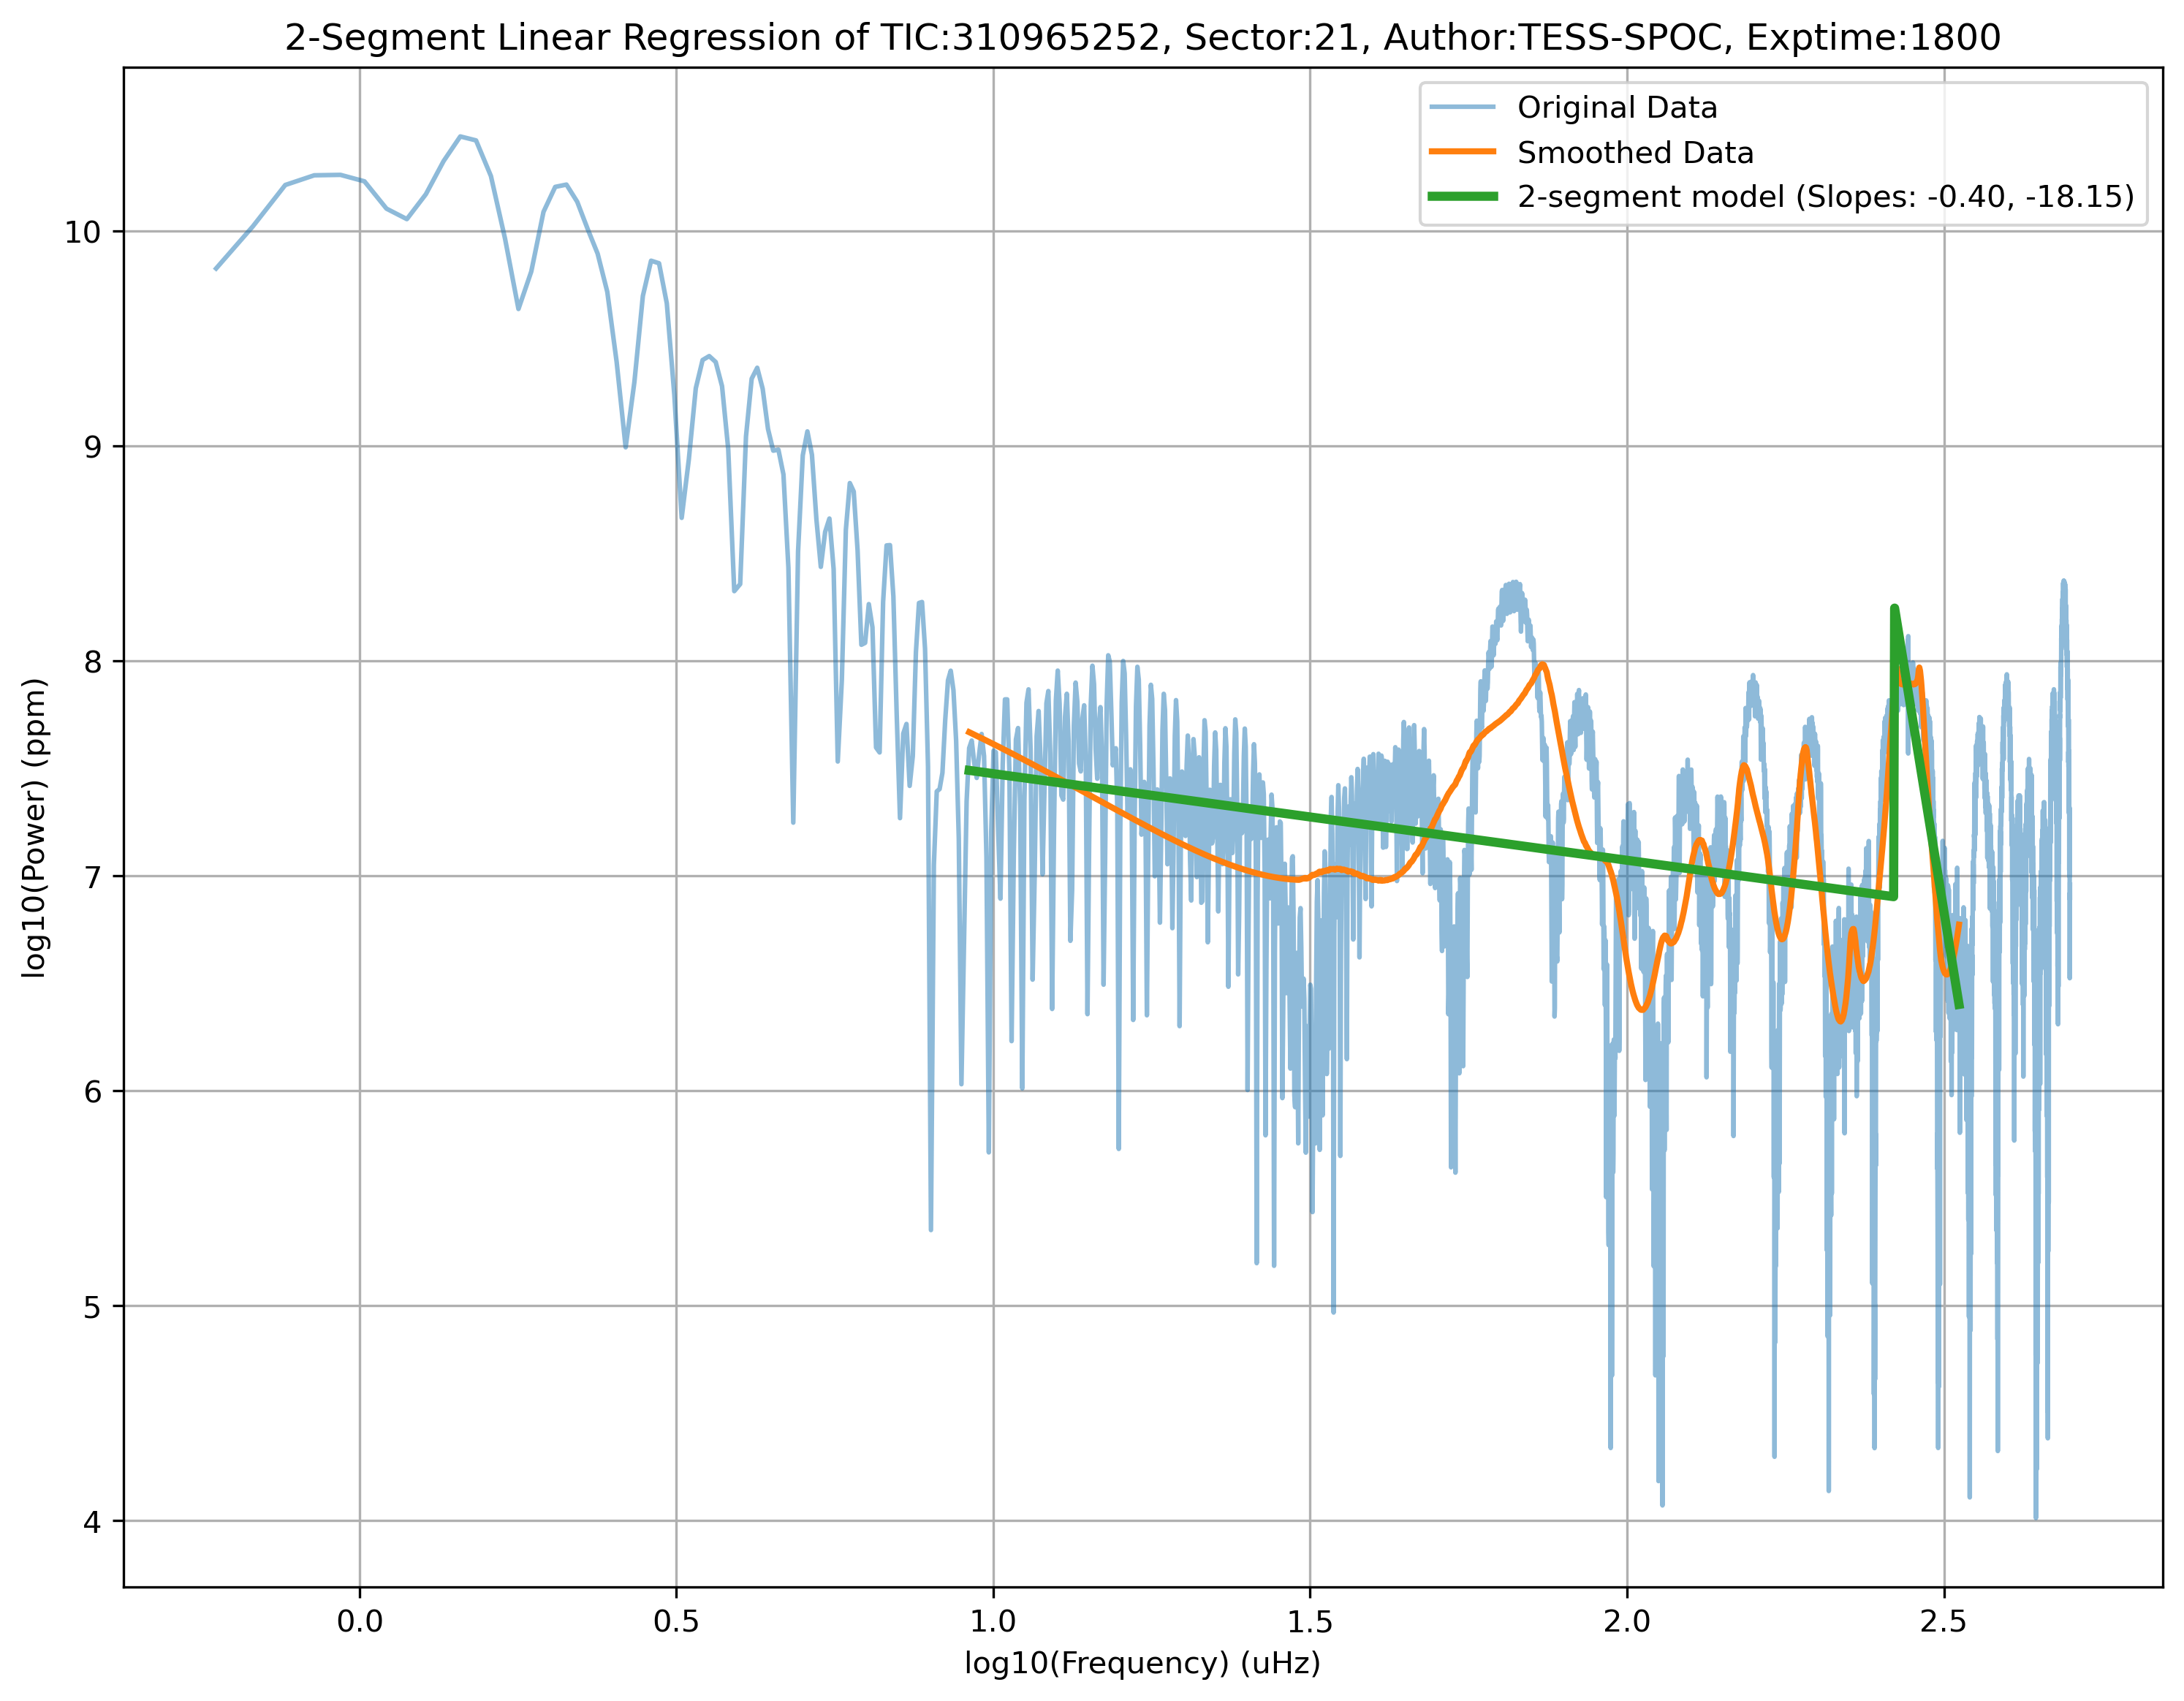 2-Segment Linear Regression of TIC:310965252, Sector:21, Author:TESS-SPOC, Exptime:1800
Original Data
Smoothed Data
2-segment model (Slopes: -0.40, -18.15)
log10(Power) (ppm)
10
9
8
7
6
5
4
0.0 0.5 1.0 1.5 2.0 2.5
log10(Frequency) (uHz)